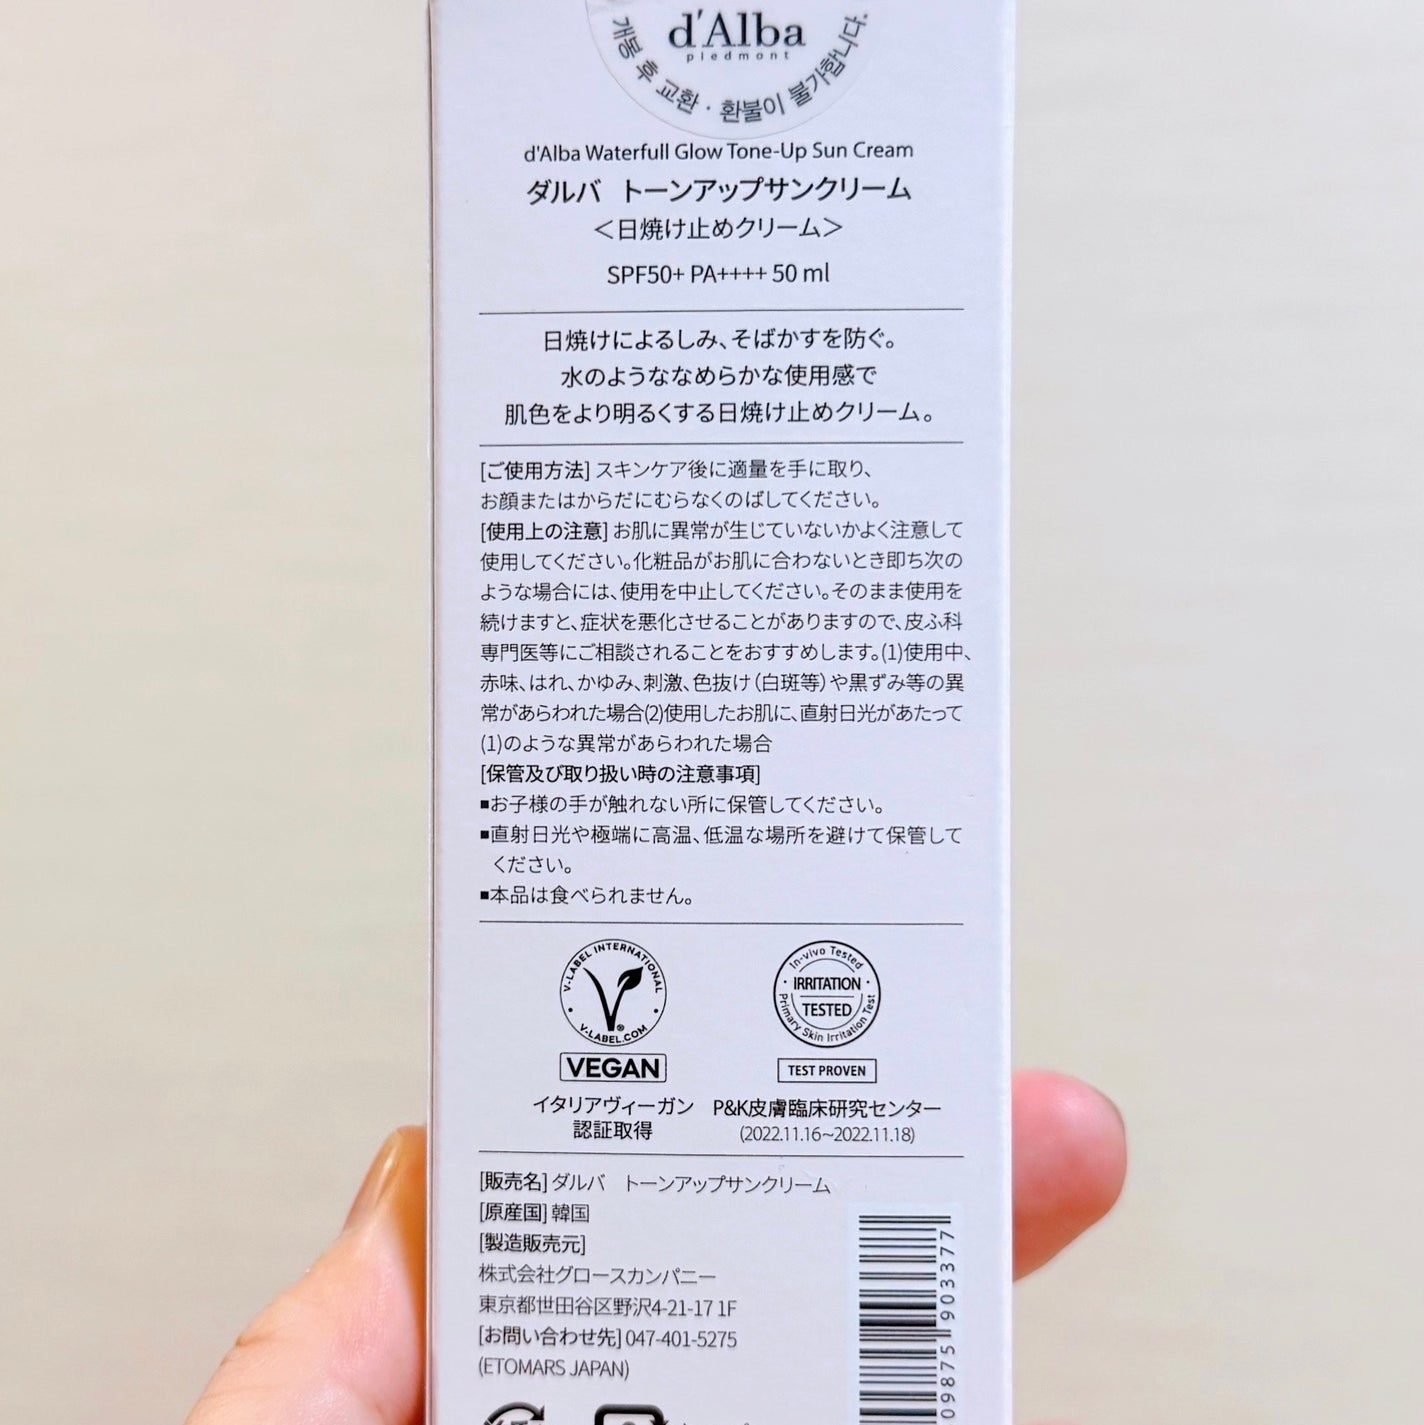 d'Alba
piedmont
개봉 후 교환·환불이 불가합니다.
d'Alba Waterfull Glow Tone-Up Sun Cream
ダルバ トーンアップサンクリーム
＜日焼け止めクリーム＞
SPF50+ PA++++ 50 ml
日焼けによるしみ、そばかすを防ぐ。
水のようななめらかな使用感で
肌色をより明るくする日焼け止めクリーム。
[ご使用方法] スキンケア後に適量を手に取り、
お顔またはからだにむらなくのばしてください。
[使用上の注意] お肌に異常が生じていないかよく注意して
使用してください。化粧品がお肌に合わないとき即ち次の
ような場合には、使用を中止してください。そのまま使用を
続けますと、症状を悪化させることがありますので、皮ふ科
専門医等にご相談されることをおすすめします。(1)使用中、
赤味、はれ、かゆみ、刺激、色抜け（白斑等）や黒ずみ等の異
常があらわれた場合(2)使用したお肌に、直射日光があたって
(1)のような異常があらわれた場合
[保管及び取り扱い時の注意事項]
■お子様の手が触れない所に保管してください。
■直射日光や極端に高温、低温な場所を避けて保管して
ください。
■本品は食べられません。
V-LABEL INTERNATIONAL
V-LABEL.COM
®
VEGAN
イタリアヴィーガン
認証取得
In-vivo Tested
IRRITATION
TESTED
Primary Skin Irritation Test
TEST PROVEN
P&K皮膚臨床研究センター
(2022.11.16~2022.11.18)
[販売名] ダルバ トーンアップサンクリーム
[原産国] 韓国
[製造販売元]
株式会社グロースカンパニー
東京都世田谷区野沢4-21-17 1F
[お問い合わせ先] 047-401-5275
(ETOMARS JAPAN)
09875 903377